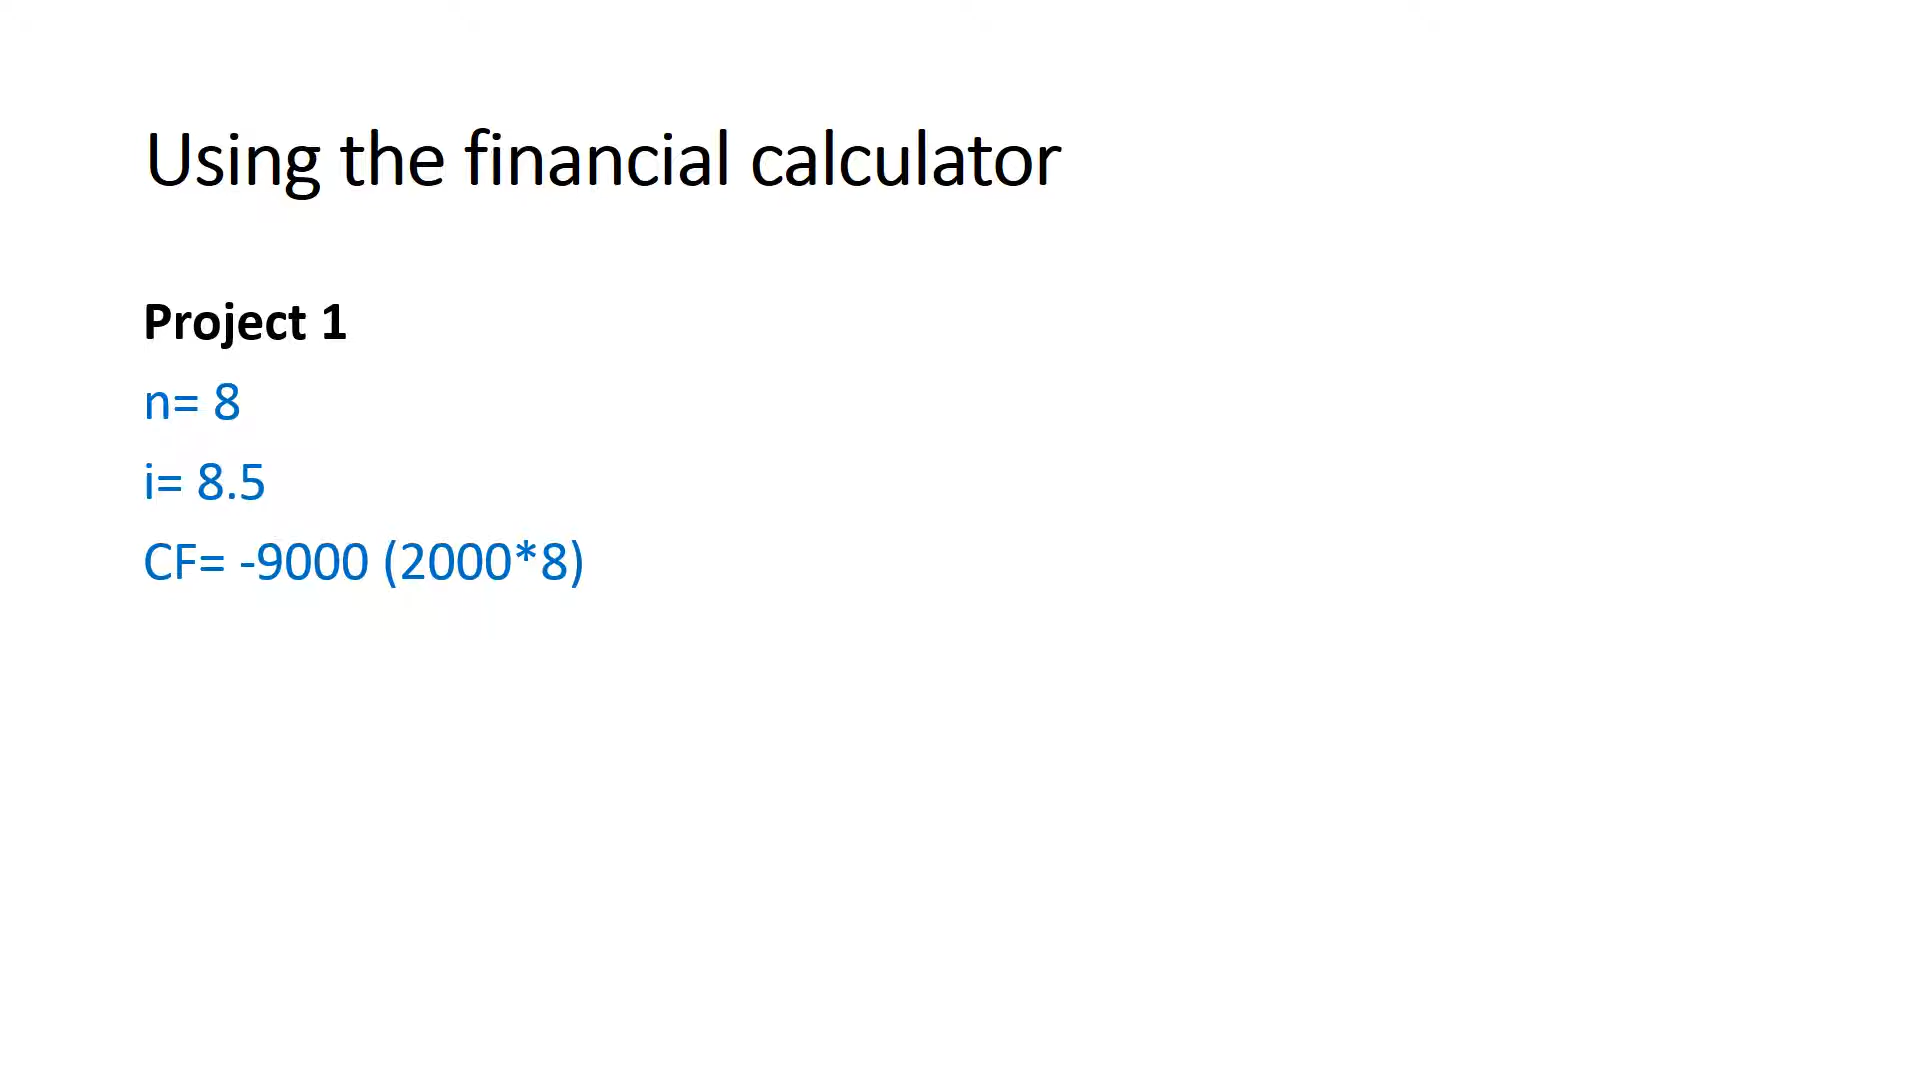 Using the financial calculator
Project 1
n= 8
i= 8.5
CF= -9000 (2000*8)